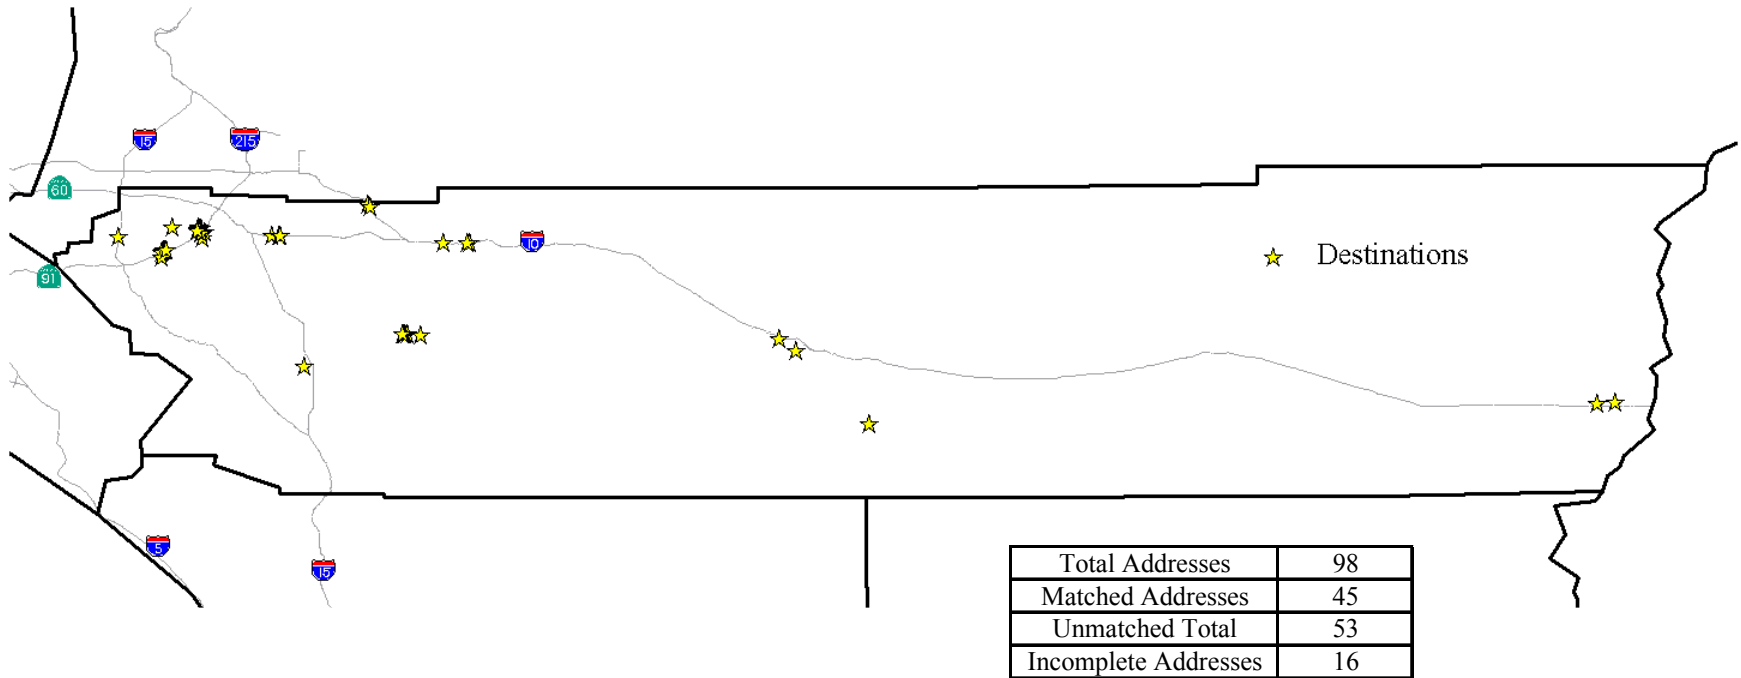 15
215
60
10
91
Destinations
5
15
Total Addresses 98
Matched Addresses 45
Unmatched Total 53
Incomplete Addresses 16